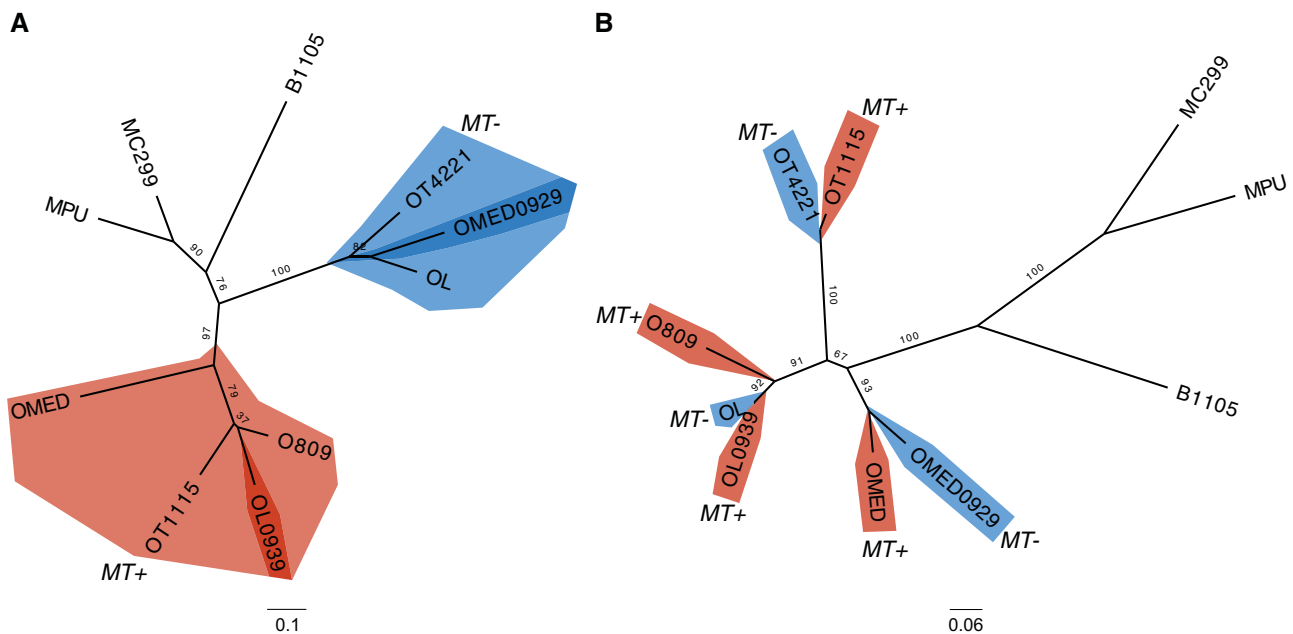 A
B1105
MC299
MPU
90
76
100
MT-
OT4221
82
OMED0929
OL
97
OMED
79
37
O809
OT1115
OL0939
MT+
0.1
B
MC299
MPU
MT+
MT-
OT1115
OT4221
100
100
MT+
O809
91
67
100
92
93
B1105
MT-
OL
OL0939
MT+
OMED
OMED0929
MT+
MT-
0.06